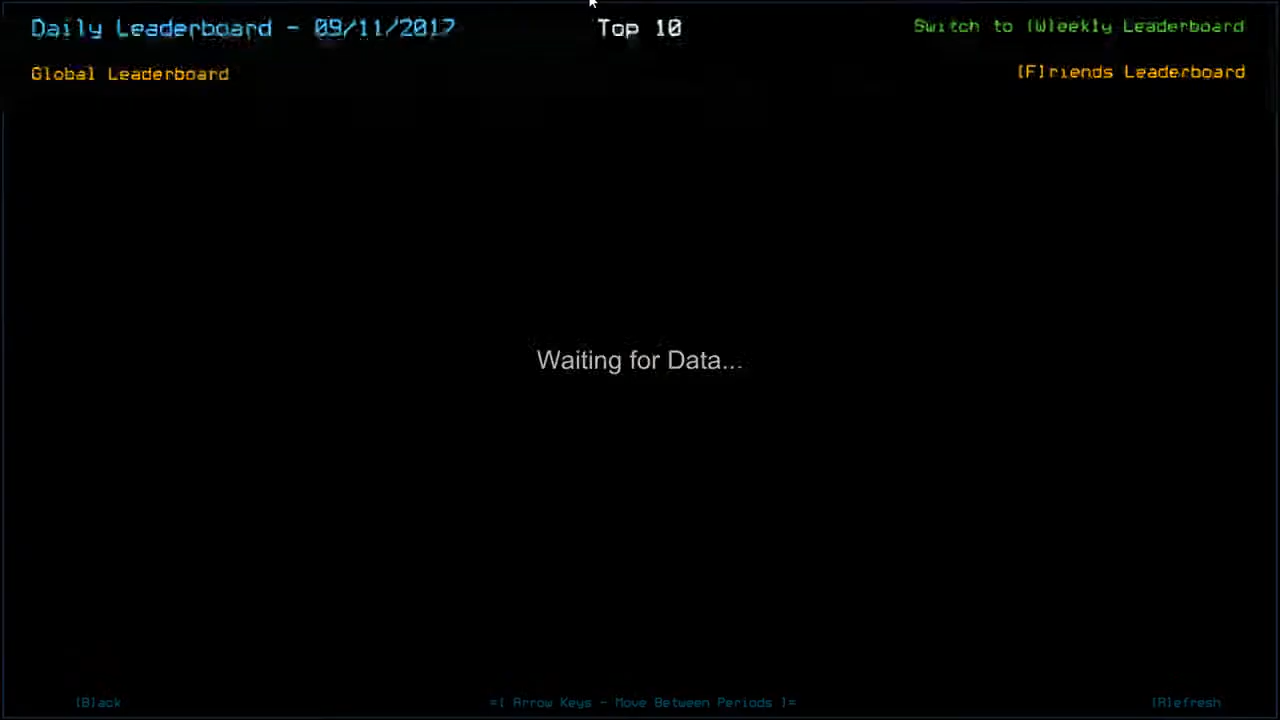 Daily Leaderboard - 09/11/2017
Top 10
Switch to [W]eekly Leaderboard
Global Leaderboard
[F]riends Leaderboard
Waiting for Data...
[B]ack
=[ Arrow Keys - Move Between Periods ]=
[R]efresh